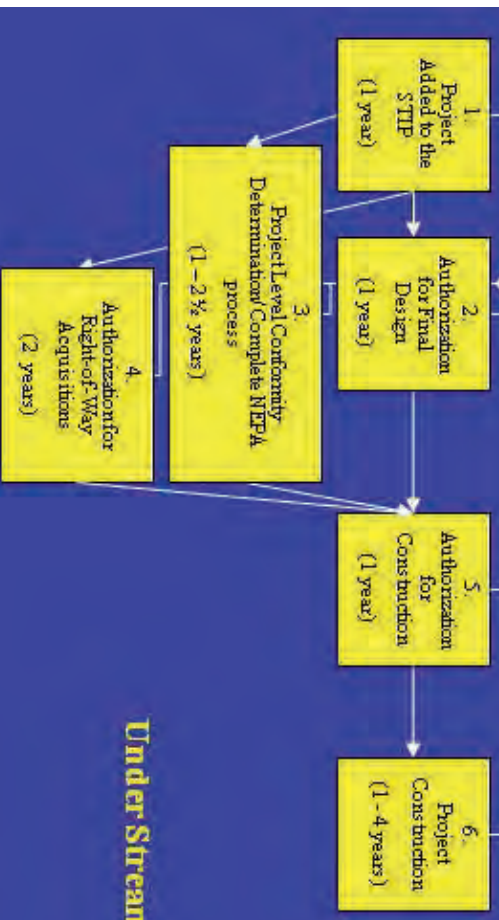 1.
Project
Added to the
STIP
(1 year)
2.
Authorization
for Final
Design
(1 year)
3.
Project Level Conformity
Determination/Complete NEPA
process
(1 – 2 ½ years)
4.
Authorization for
Right-of-Way
Acquisitions
(2 years)
5.
Authorization
for
Construction
(1 year)
6.
Project
Construction
(1 - 4 years)
Under